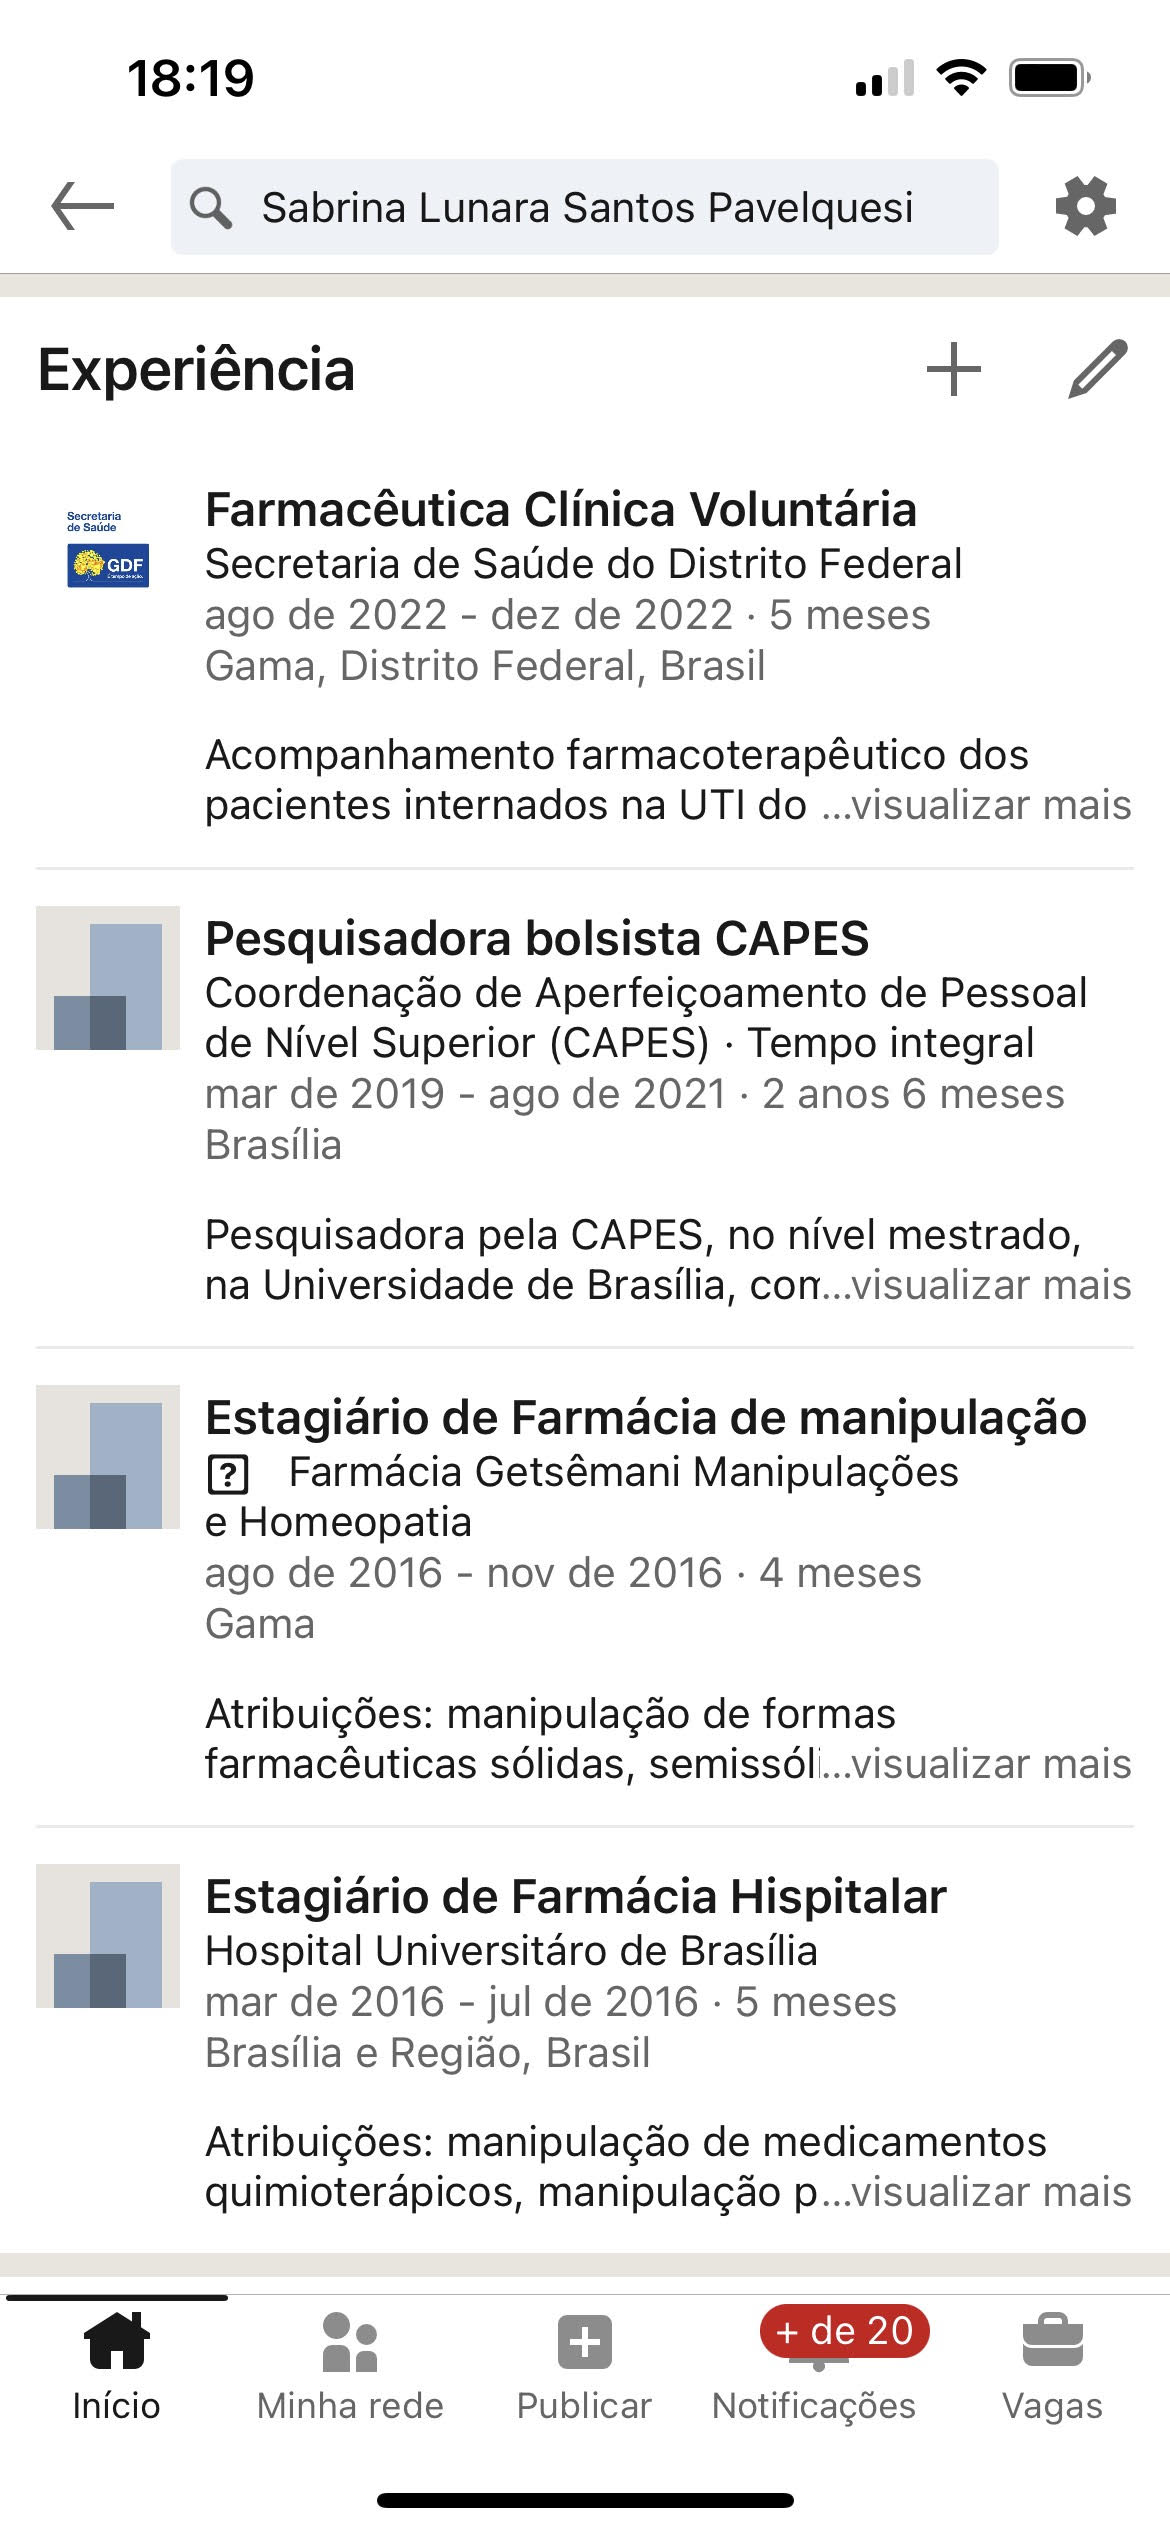 18:19
Sabrina Lunara Santos Pavelquesi
Experiência
Secretaria
de Saúde
GDF
Farmacêutica Clínica Voluntária
Secretaria de Saúde do Distrito Federal
ago de 2022 - dez de 2022 · 5 meses
Gama, Distrito Federal, Brasil
Acompanhamento farmacoterapêutico dos
pacientes internados na UTI do ...visualizar mais
Pesquisadora bolsista CAPES
Coordenação de Aperfeiçoamento de Pessoal
de Nível Superior (CAPES) · Tempo integral
mar de 2019 - ago de 2021 · 2 anos 6 meses
Brasília
Pesquisadora pela CAPES, no nível mestrado,
na Universidade de Brasília, com...visualizar mais
Estagiário de Farmácia de manipulação
? Farmácia Getsêmani Manipulações
e Homeopatia
ago de 2016 - nov de 2016 · 4 meses
Gama
Atribuições: manipulação de formas
farmacêuticas sólidas, semissóli...visualizar mais
Estagiário de Farmácia Hispitalar
Hospital Universitáro de Brasília
mar de 2016 - jul de 2016 · 5 meses
Brasília e Região, Brasil
Atribuições: manipulação de medicamentos
quimioterápicos, manipulação p...visualizar mais
+ de 20
Início Minha rede Publicar Notificações Vagas